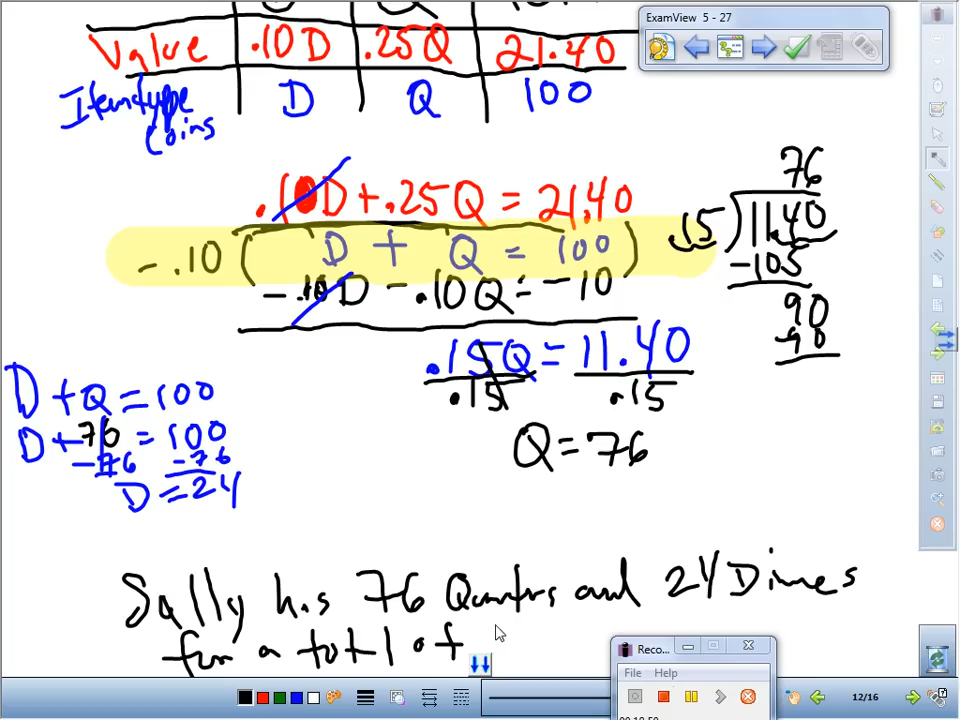 ExamView 5 - 27
Value .10D .25Q 21.40
Item type D Q 100
Coins
.10D + .25Q = 21.40
-.10 ( D + Q = 100 )
- .10D - .10Q = -10
.15Q = 11.40
.15 .15
Q = 76
76
.15 11.40
-105
90
-90
D + Q = 100
D + 76 = 100
-76 -76
D = 24
Sally has 76 Quarters and 24 Dimes
for a total of
Reco...
File Help
12/16